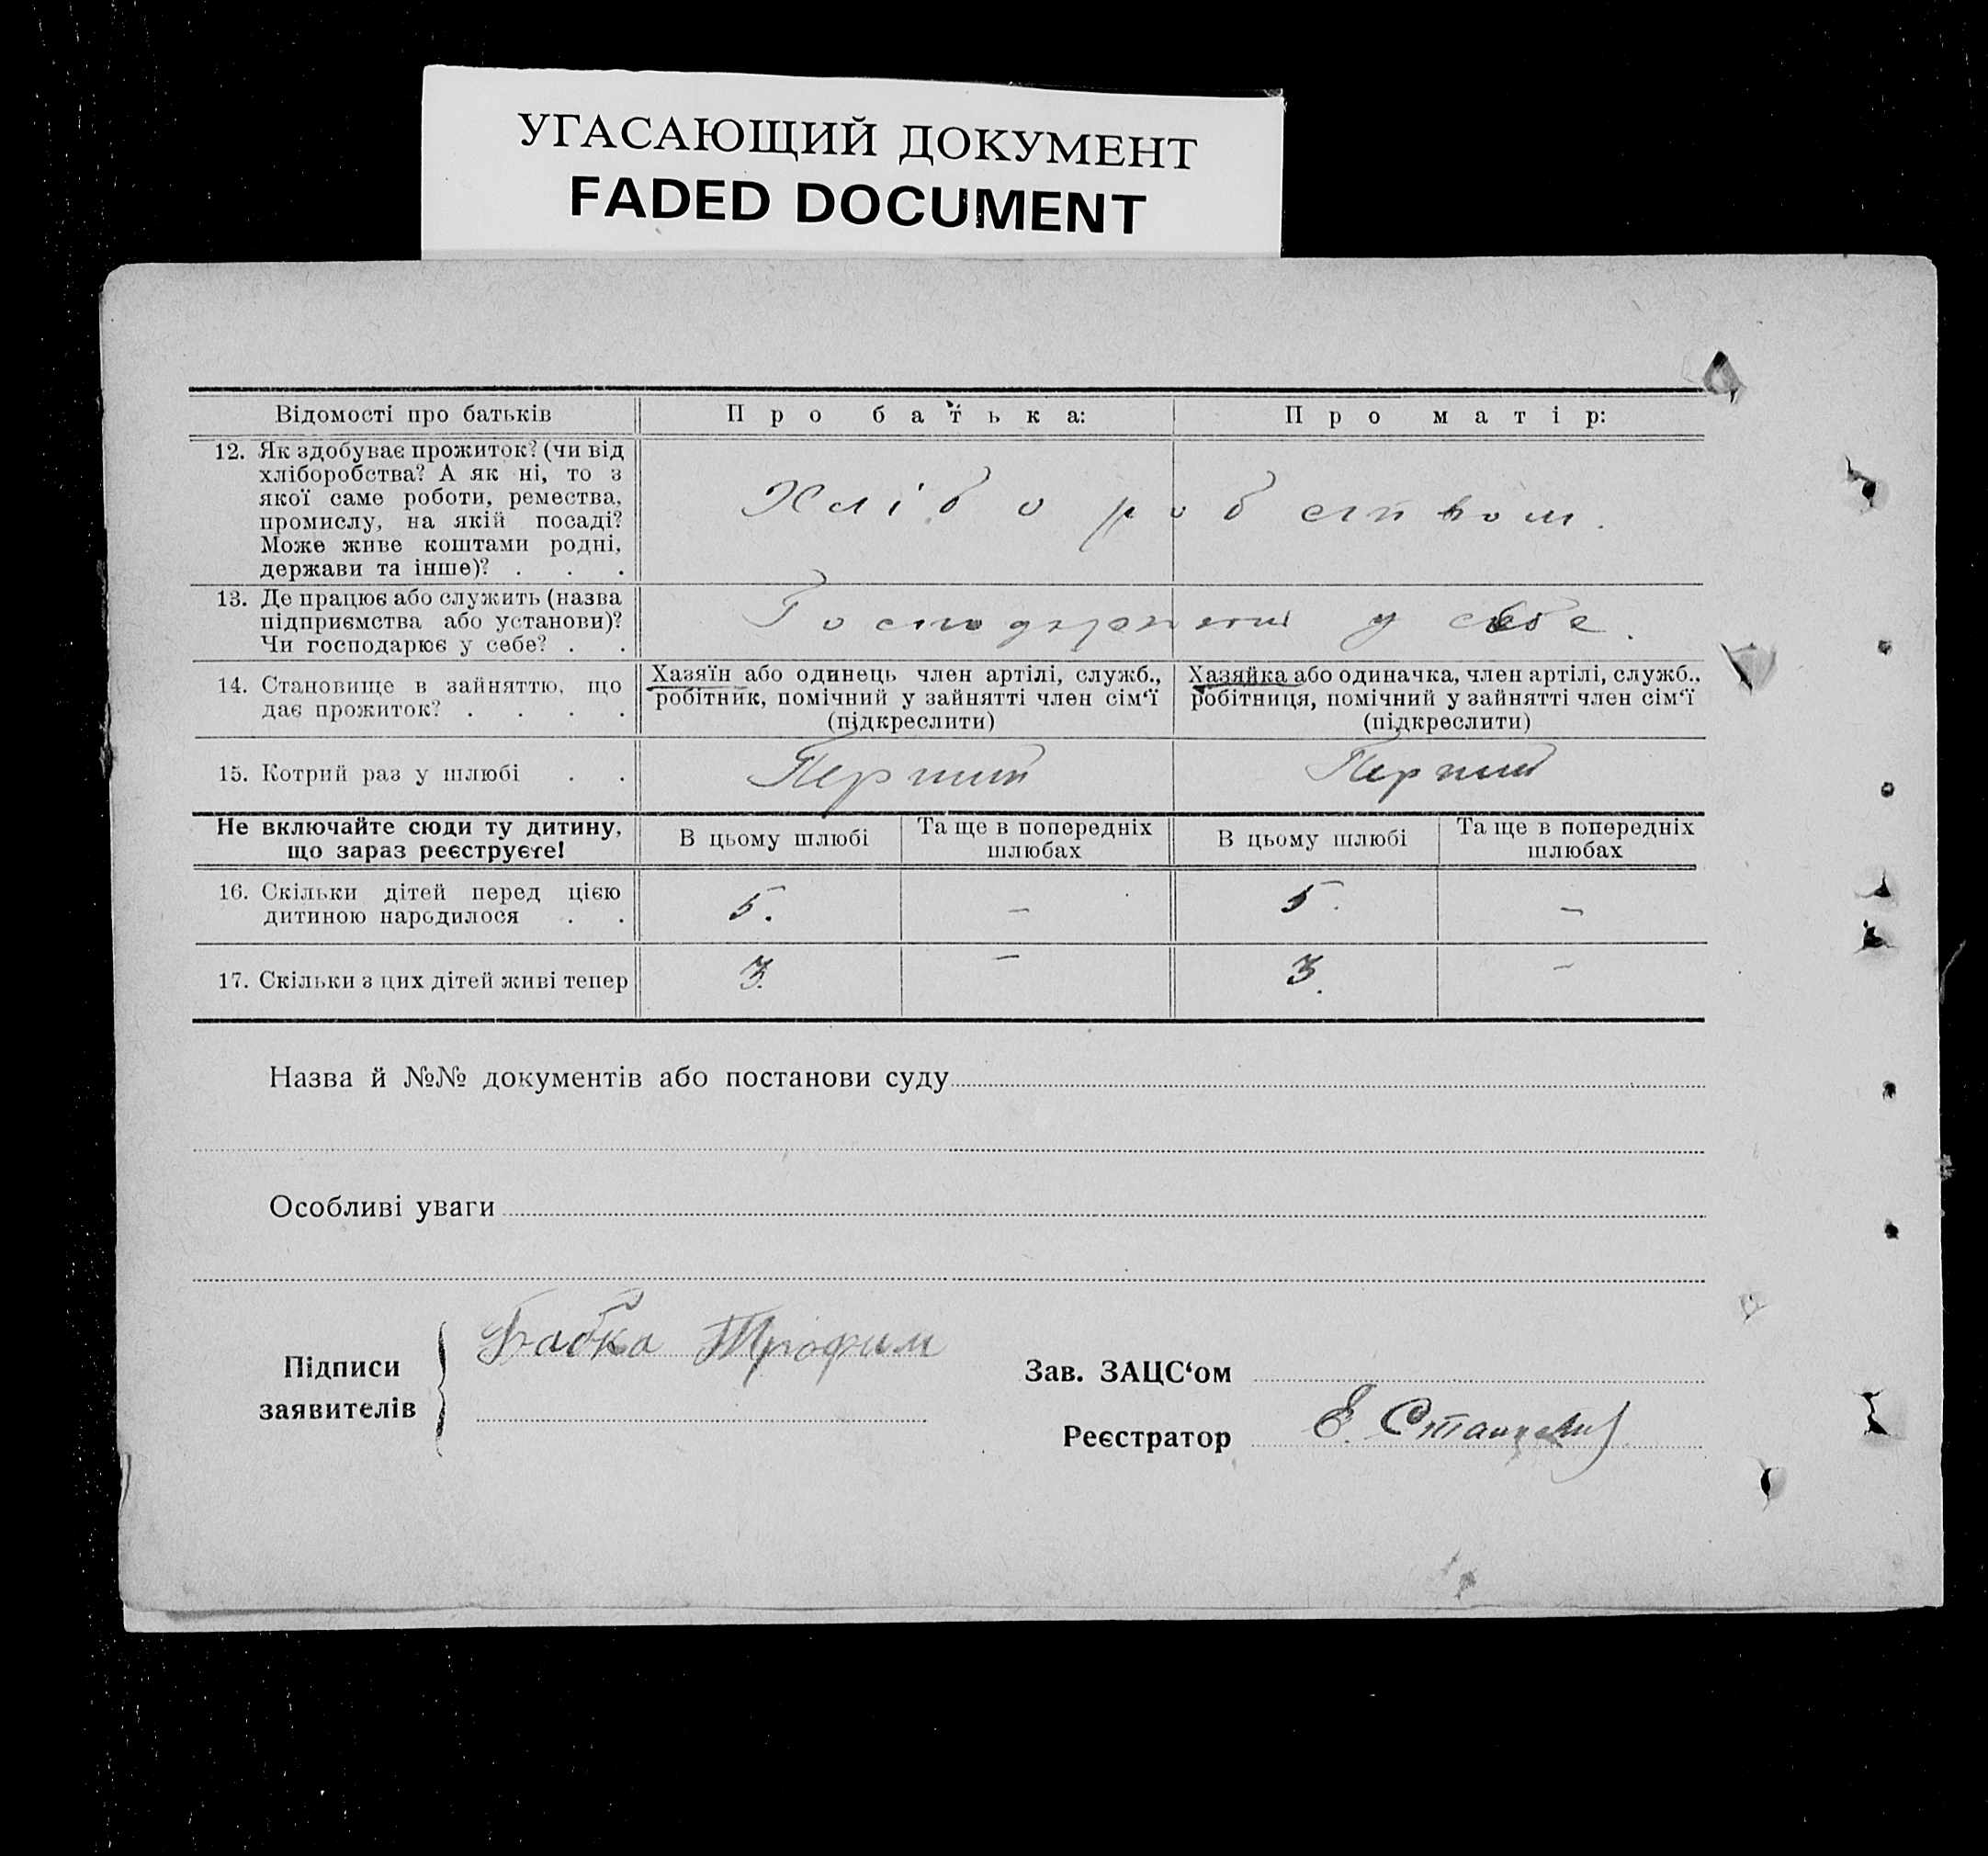 УГАСАЮЩИЙ ДОКУМЕНТ
FADED DOCUMENT
Відомості про батьків Про батька: Про матір:
12. Як здобуває прожиток? (чи від
хліборобства? А як ні, то з
якої саме роботи, ремества,
промислу, на якій посаді?
Може живе коштами родні,
держави та інше)? . . .
Хліборобством.
13. Де працює або служить (назва
підприємства або установи)?
Чи господарює у себе? . .
у себе.
14. Становище в зайняттю, що
дає прожиток? . . . .
Хазяїн або одинець член артілі, служб.,
робітник, помічний у зайнятті член сім'ї
(підкреслити)
Хазяйка або одиначка, член артілі, служб..
робітниця, помічний у зайнятті член сім'ї
(підкреслити)
15. Котрий раз у шлюбі . . Перший Перший
Не включайте сюди ту дитину,
що зараз реєструєте!
В цьому шлюбі
Та ще в попередніх
шлюбах
В цьому шлюбі
Та ще в попередніх
шлюбах
16. Скільки дітей перед цією
дитиною народилося . .
5. — 5. —
17. Скільки з цих дітей живі тепер 3. — 3. —
Назва й №№ документів або постанови суду
Особливі уваги
Підписи
заявителів
Бабка Трофим
Зав. ЗАЦС'ом
Реєстратор Е.